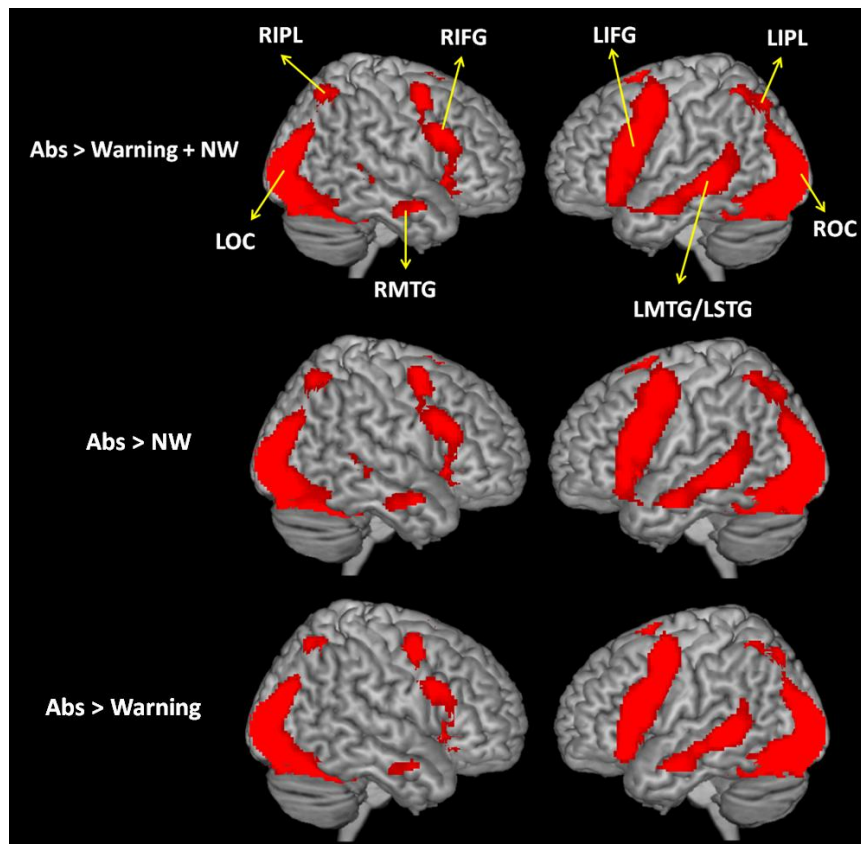 RIPL
RIFG
LIFG
LIPL
Abs > Warning + NW
LOC
ROC
RMTG
LMTG/LSTG
Abs > NW
Abs > Warning